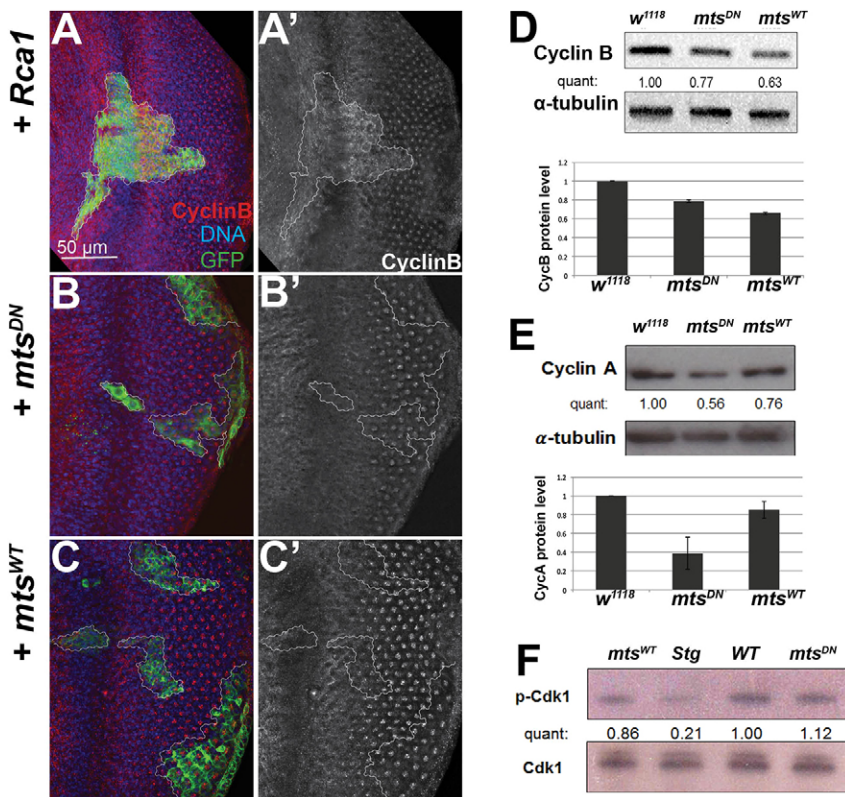 + Rca1
A
CyclinB
DNA
GFP
50 µm
A'
CyclinB
+ mts^DN
B
B'
+ mts^WT
C
C'
D
w^1118 mts^DN mts^WT
Cyclin B
quant: 1.00 0.77 0.63
α-tubulin
CycB protein level
1.2
1
0.8
0.6
0.4
0.2
0
w^1118 mts^DN mts^WT
E
w^1118 mts^DN mts^WT
Cyclin A
quant: 1.00 0.56 0.76
α-tubulin
CycA protein level
1.2
1
0.8
0.6
0.4
0.2
0
w^1118 mts^DN mts^WT
F
mts^WT Stg WT mts^DN
p-Cdk1
quant: 0.86 0.21 1.00 1.12
Cdk1